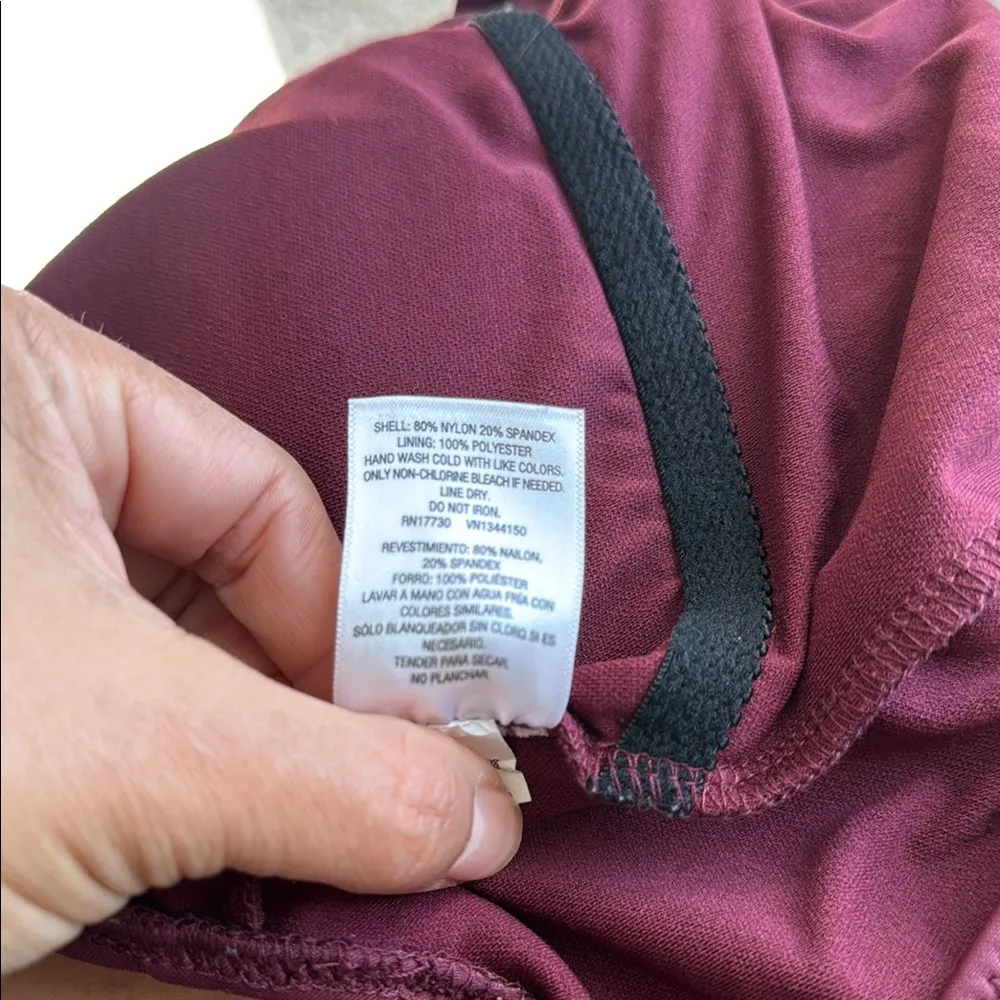 SHELL: 80% NYLON 20% SPANDEX
LINING: 100% POLYESTER
HAND WASH COLD WITH LIKE COLORS.
ONLY NON-CHLORINE BLEACH IF NEEDED.
LINE DRY.
DO NOT IRON.
RN17730 VN1344150
REVESTIMIENTO: 80% NAILON,
20% SPANDEX
FORRO: 100% POLIÉSTER
LAVAR A MANO CON AGUA FRÍA CON
COLORES SIMILARES.
SÓLO BLANQUEADOR SIN CLORO SI ES
NECESARIO.
TENDER PARA SECAR,
NO PLANCHAR.